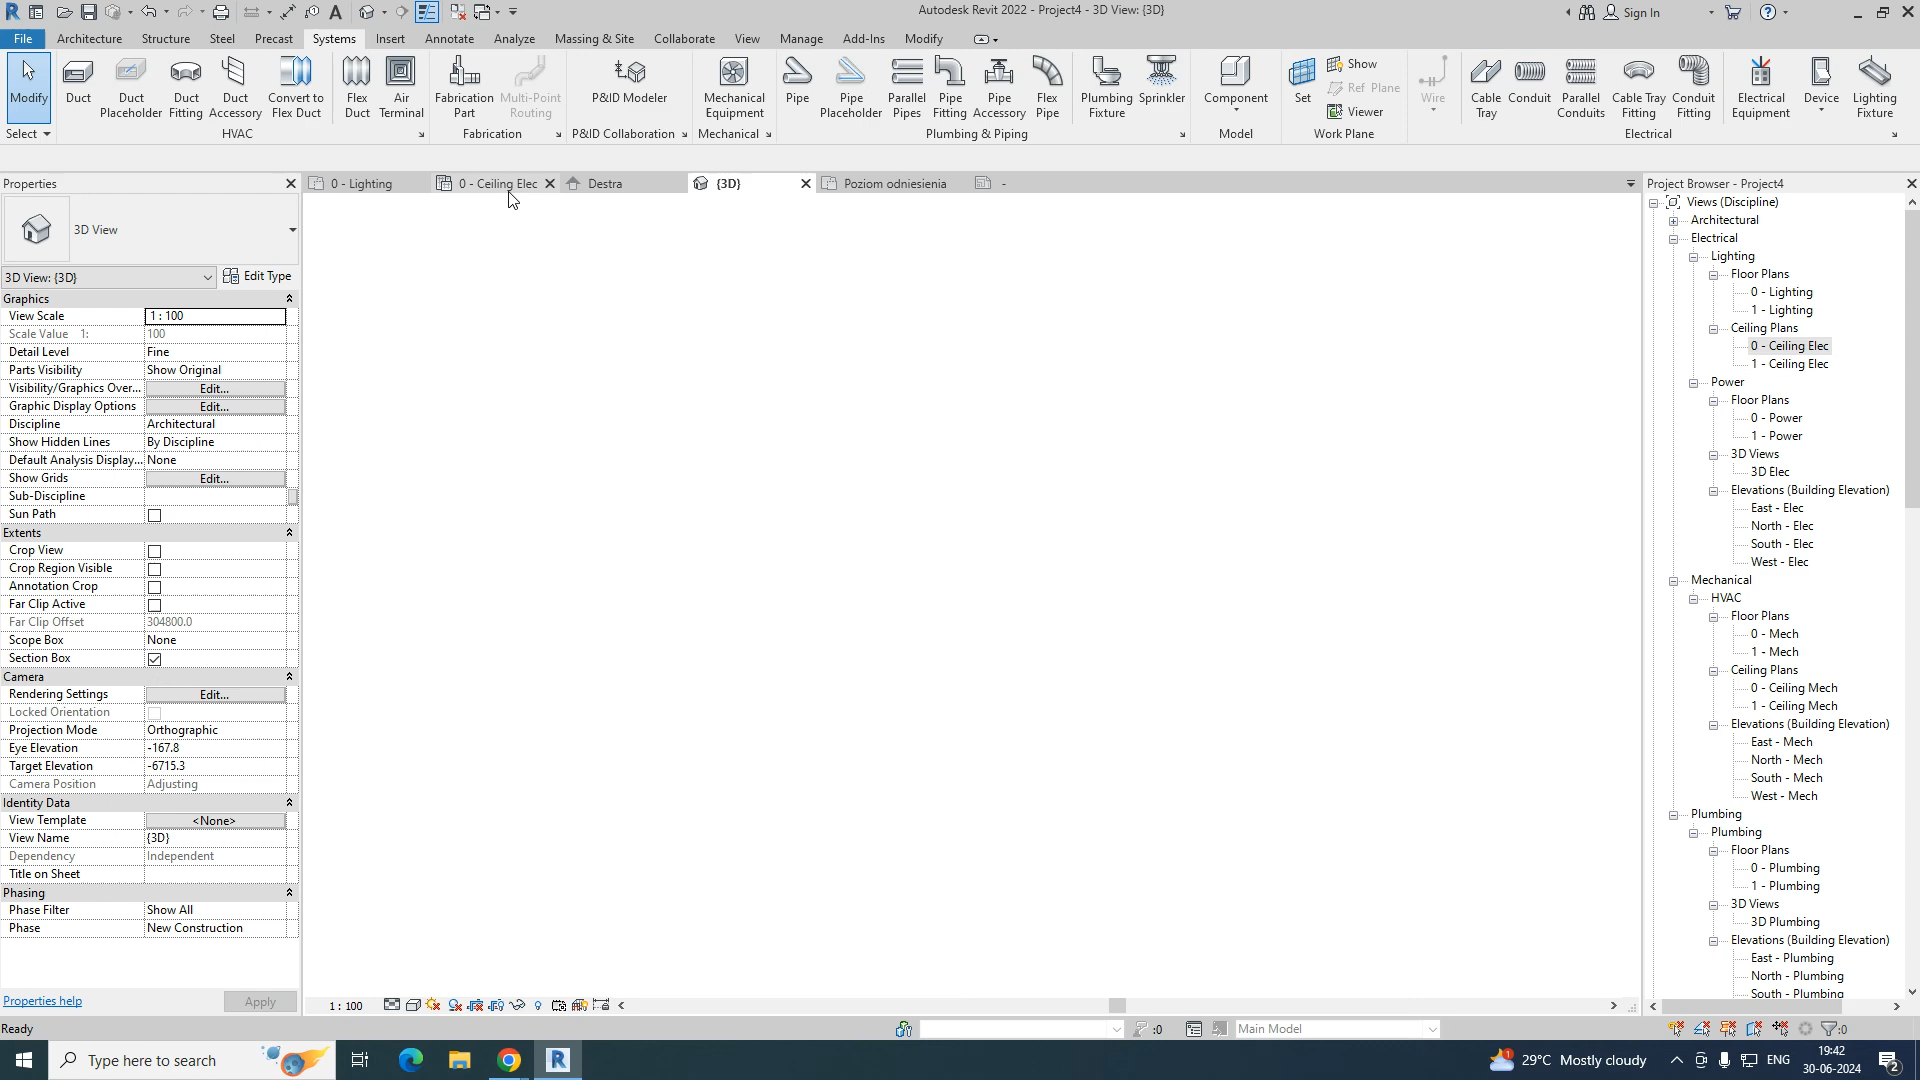 Autodesk Revit 2022 - Project4 - 3D View: {3D}
Sign In
File Architecture Structure Steel Precast Systems Insert Annotate Analyze Massing & Site Collaborate View Manage Add-Ins Modify
Modify
Duct
Duct Placeholder
Duct Fitting
Duct Accessory
Convert to Flex Duct
Flex Duct
Air Terminal
Fabrication Part
Multi-Point Routing
P&ID Modeler
Mechanical Equipment
Pipe
Pipe Placeholder
Parallel Pipes
Pipe Fitting
Pipe Accessory
Flex Pipe
Plumbing Fixture
Sprinkler
Component
Set
Show
Ref Plane
Viewer
Wire
Cable Tray
Conduit
Parallel Conduits
Cable Tray Fitting
Conduit Fitting
Electrical Equipment
Device
Lighting Fixture
Select HVAC Fabrication P&ID Collaboration Mechanical Plumbing & Piping Model Work Plane Electrical
Properties
0 - Lighting
0 - Ceiling Elec
Destra
{3D}
Poziom odniesienia
-
3D View
3D View: {3D}
Edit Type
Graphics
View Scale 1 : 100
Scale Value 1: 100
Detail Level Fine
Parts Visibility Show Original
Visibility/Graphics Over... Edit...
Graphic Display Options Edit...
Discipline Architectural
Show Hidden Lines By Discipline
Default Analysis Display... None
Show Grids Edit...
Sub-Discipline
Sun Path
Extents
Crop View
Crop Region Visible
Annotation Crop
Far Clip Active
Far Clip Offset 304800.0
Scope Box None
Section Box
Camera
Rendering Settings Edit...
Locked Orientation
Projection Mode Orthographic
Eye Elevation -167.8
Target Elevation -6715.3
Camera Position Adjusting
Identity Data
View Template <None>
View Name {3D}
Dependency Independent
Title on Sheet
Phasing
Phase Filter Show All
Phase New Construction
Properties help
Apply
1 : 100
Project Browser - Project4
Views (Discipline)
Architectural
Electrical
Lighting
Floor Plans
0 - Lighting
1 - Lighting
Ceiling Plans
0 - Ceiling Elec
1 - Ceiling Elec
Power
Floor Plans
0 - Power
1 - Power
3D Views
3D Elec
Elevations (Building Elevation)
East - Elec
North - Elec
South - Elec
West - Elec
Mechanical
HVAC
Floor Plans
0 - Mech
1 - Mech
Ceiling Plans
0 - Ceiling Mech
1 - Ceiling Mech
Elevations (Building Elevation)
East - Mech
North - Mech
South - Mech
West - Mech
Plumbing
Plumbing
Floor Plans
0 - Plumbing
1 - Plumbing
3D Views
3D Plumbing
Elevations (Building Elevation)
East - Plumbing
North - Plumbing
South - Plumbing
Ready
:0
Main Model
:0
Type here to search
29°C Mostly cloudy
ENG
19:42
30-06-2024
2